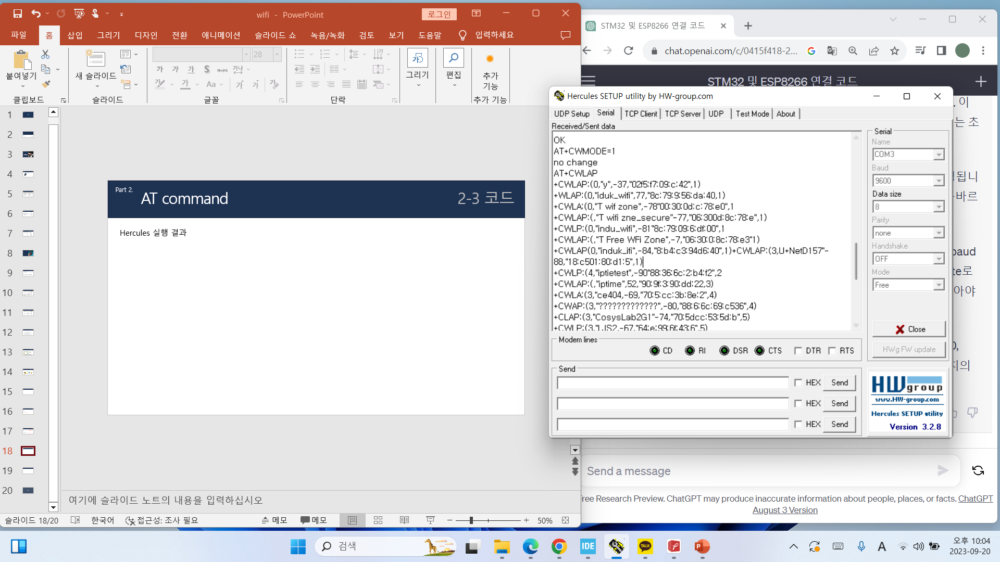 wifi - PowerPoint
로그인
파일 홈 삽입 그리기 디자인 전환 애니메이션 슬라이드 쇼 녹음/녹화 검토 보기 도움말 입력하세요
붙여넣기
클립보드
새 슬라이드
슬라이드
28
글꼴
단락
그리기
편집
추가 기능
추가 기능
1
2
3
4
5
6
7
8
9
10
11
12
13
14
15
16
17
18
19
20
Part 2.
AT command
2-3 코드
Hercules 실행 결과
여기에 슬라이드 노트의 내용을 입력하십시오
슬라이드 18/20 한국어 접근성: 조사 필요 메모 메모 50%
STM32 및 ESP8266 연결 코드
chat.openai.com/c/0415f418-2...
STM32 및 ESP8266 연결 코드
. 이
는 초
바르
baud
te로
아야
지의
Hercules SETUP utility by HW-group.com
UDP Setup Serial TCP Client TCP Server UDP Test Mode About
Received/Sent data
OK
AT+CWMODE=1
no change
AT+CWLAP
+CWLAP:(0,"y",-37,"02f5:f7:09:c:42",1)
+WLAP:(0,"iduk_wifi",77,"8c:79:9:56:da:40,1)
+CWLA:(0,"T wif zone",-78"00:30:0d:c:78:e0",1
+CWLAP:(,"T wifi zne_secure"-77,"06:300d:8c:78:e",1)
+CWLP:(0,"indu_wifi",-81"8c:79:09:6:df:00",1
+CWLAP:(,"T Free WFi Zone",-7,"06:30:0:8c:78:e3"1)
+CWLAP(0,"induk_ifi",-84,"8:b4:c3:94d6:40",1)+CWLAP:(3,U+NetD157"-
88,"18:c501:80:d1:5",1)
+CWLP:(4,"iptietest",-90"88:36:6c:2:b4:f2",2
+CWLAP:(,"iptime",52,"90:9f:3:90:dd:22,3)
+CWLA:(3,"ce404,-69,"70:5:cc:3b:8e:2",4)
+CWAP:(3,"?????????????",-80,"88:6:6c:69:c536",4)
+CLAP:(3,"CosysLab2G1"-74,"70:5dcc:53:5d:b",5)
+CWLP:(3,"LJS2,-67,"64:e:99:6f:43:6",5)
Serial
Name
COM3
Baud
9600
Data size
8
Parity
none
Handshake
OFF
Mode
Free
Close
HWg FW update
Modem lines
CD RI DSR CTS DTR RTS
Send
HEX Send
HEX Send
HEX Send
HW group
www.HW-group.com
Hercules SETUP utility
Version 3.2.8
Send a message
Free Research Preview. ChatGPT may produce inaccurate information about people, places, or facts. ChatGPT
August 3 Version
검색
IDE
TALK
A
오후 10:04
2023-09-20